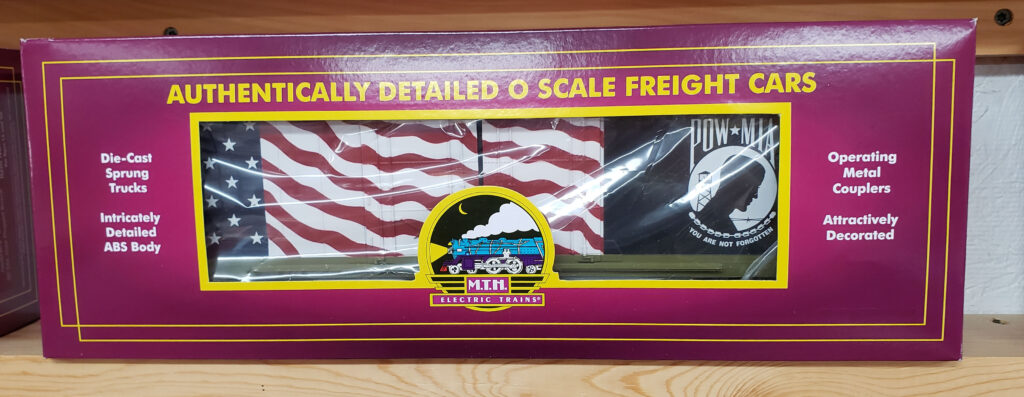 AUTHENTICALLY DETAILED O SCALE FREIGHT CARS
Die-Cast
Sprung
Trucks
Intricately
Detailed
ABS Body
POW★MIA
YOU ARE NOT FORGOTTEN
M.T.H.
ELECTRIC TRAINS®
Operating
Metal
Couplers
Attractively
Decorated